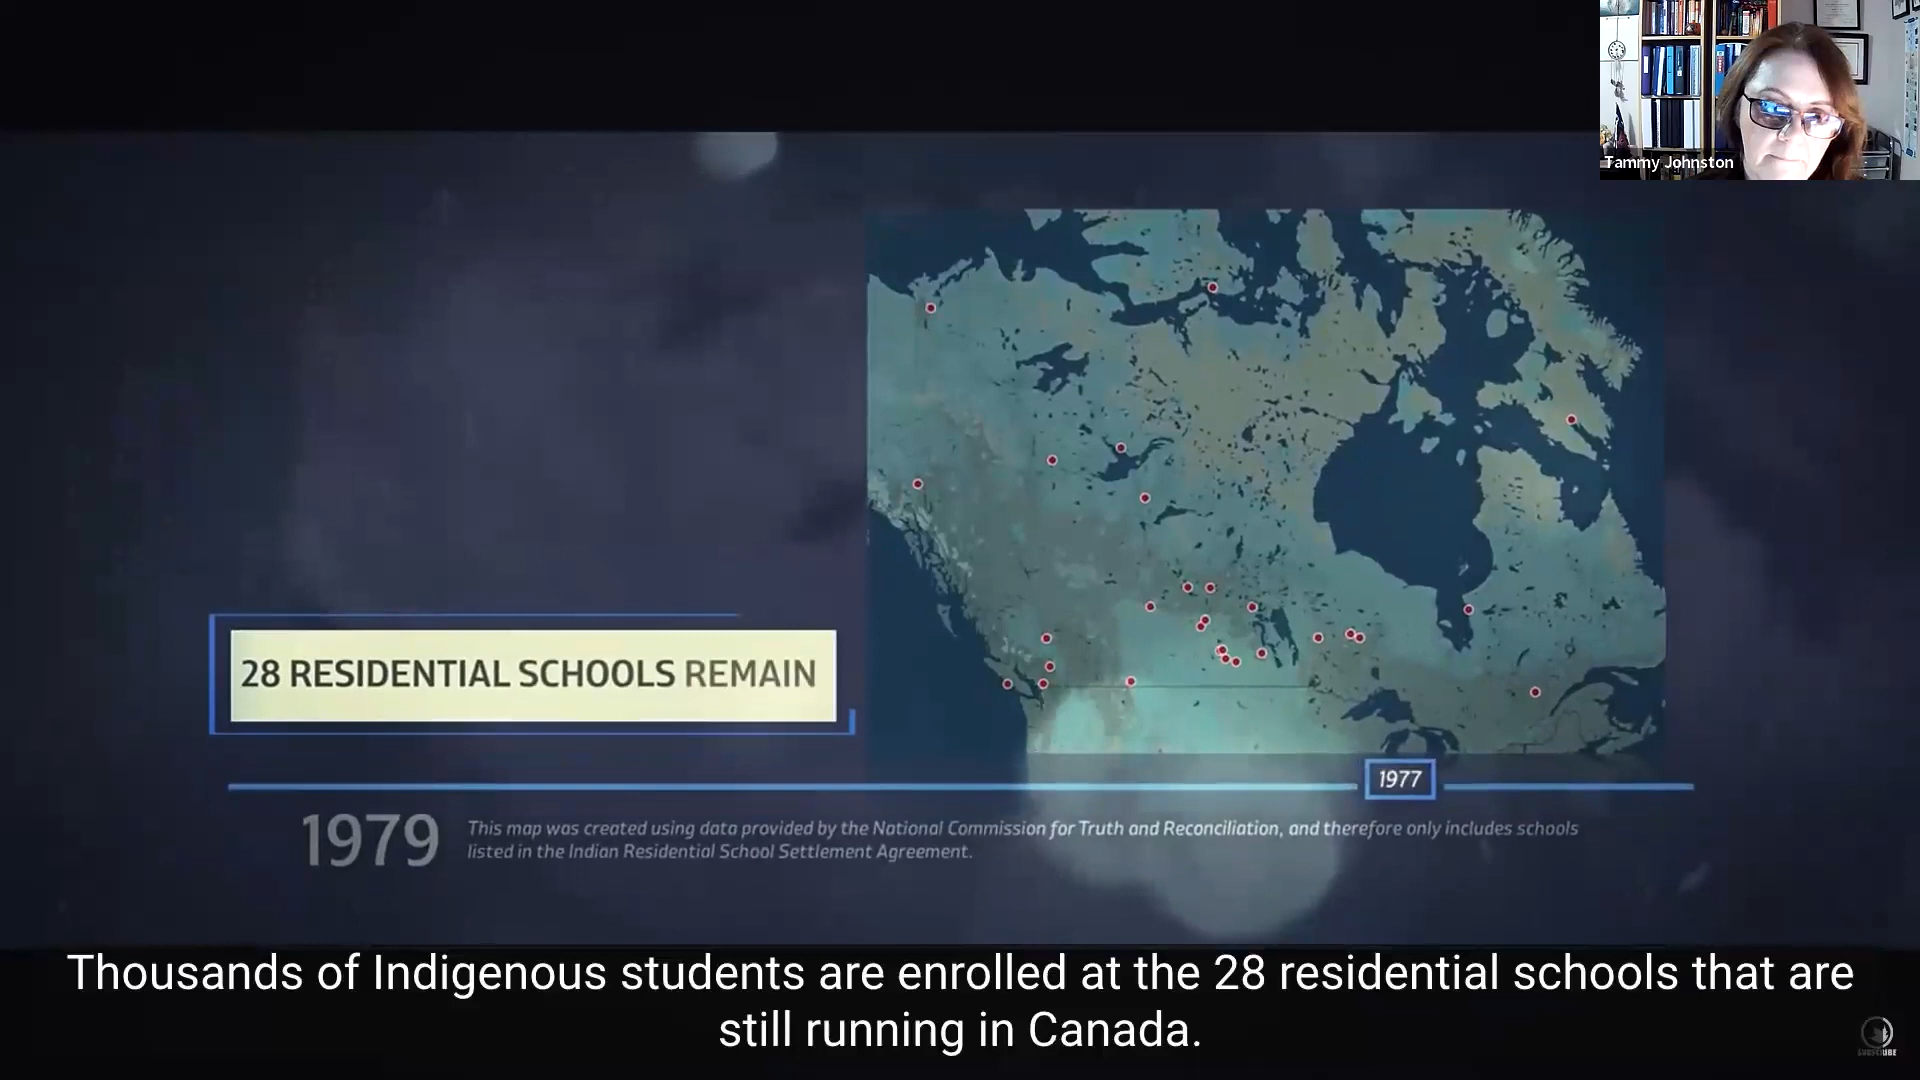 Tammy Johnston
28 RESIDENTIAL SCHOOLS REMAIN
1977
1979
This map was created using data provided by the National Commission for Truth and Reconciliation, and therefore only includes schools
listed in the Indian Residential School Settlement Agreement.
Thousands of Indigenous students are enrolled at the 28 residential schools that are
still running in Canada.